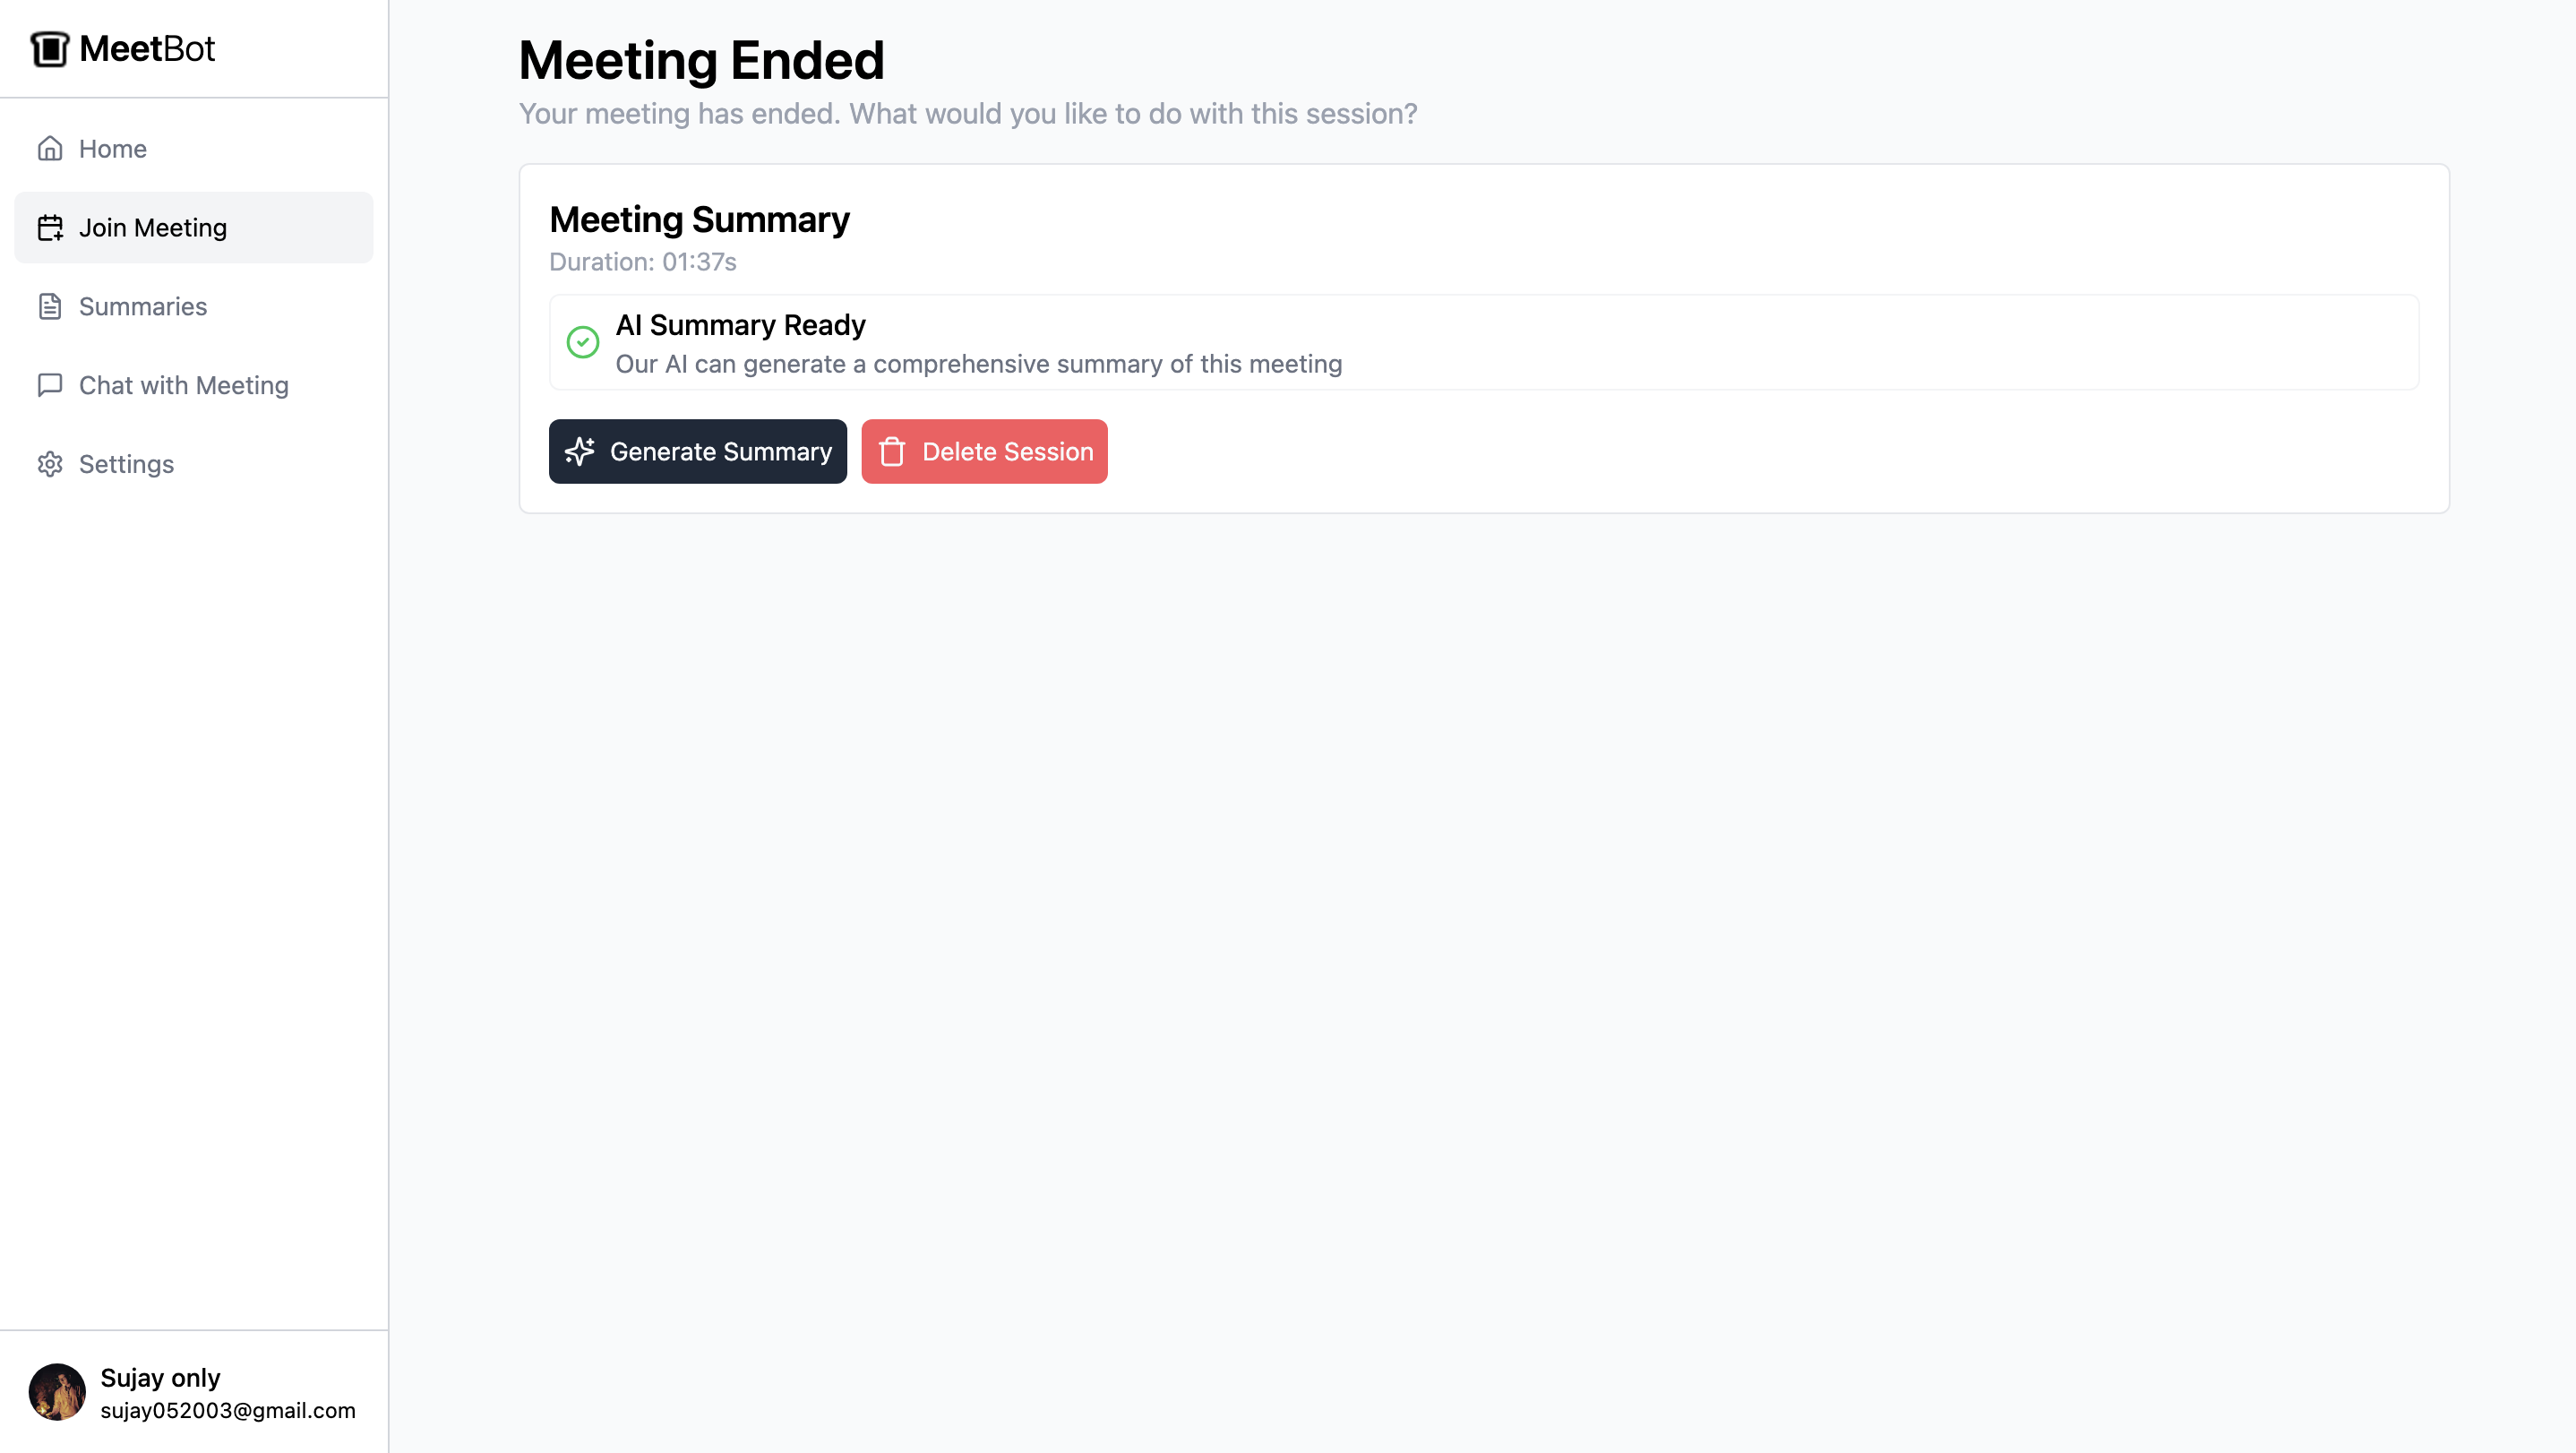 MeetBot
Home
Join Meeting
Summaries
Chat with Meeting
Settings
Sujay only
sujay052003@gmail.com
Meeting Ended
Your meeting has ended. What would you like to do with this session?
Meeting Summary
Duration: 01:37s
AI Summary Ready
Our AI can generate a comprehensive summary of this meeting
Generate Summary
Delete Session